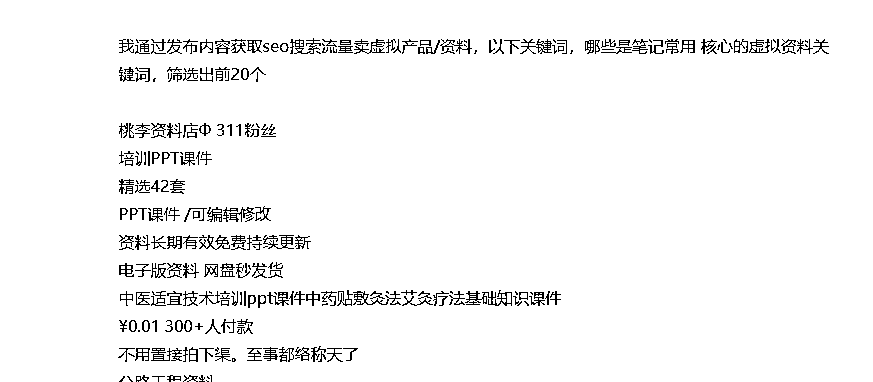 我通过发布内容获取seo搜索流量卖虚拟产品/资料，以下关键词，哪些是笔记常用 核心的虚拟资料关
键词，筛选出前20个
桃李资料店Φ 311粉丝
培训PPT课件
精选42套
PPT课件 /可编辑修改
资料长期有效免费持续更新
电子版资料 网盘秒发货
中医适宜技术培训ppt课件中药贴敷灸法艾灸疗法基础知识课件
¥0.01 300+人付款
不用置接拍下渠。至事都络称天了
公路工程资料